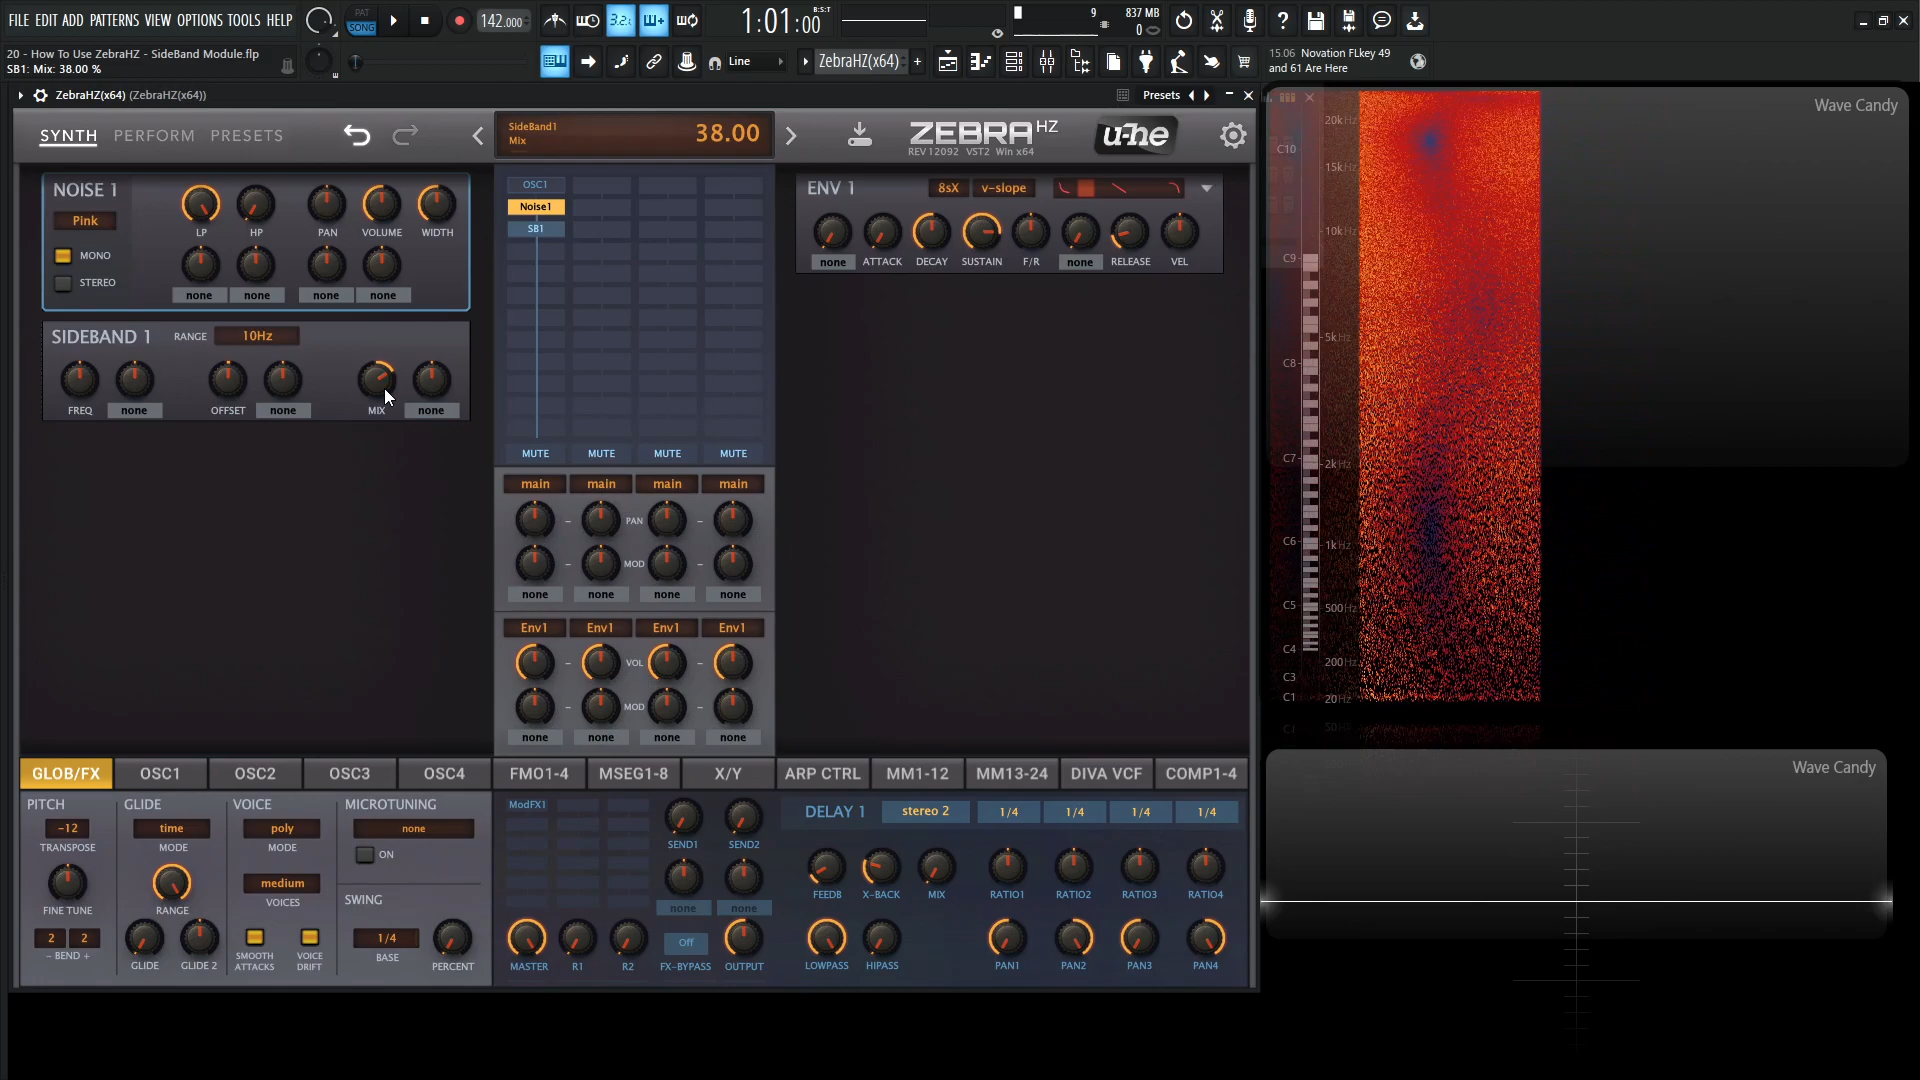 FILE EDIT ADD PATTERNS VIEW OPTIONS TOOLS HELP
PAT
SONG
142.000
3.2.
1:01:00
B:S:T
9
837 MB
0
20 - How To Use ZebraHZ - SideBand Module.flp
SB1: Mix: 38.00 %
Line
ZebraHZ(x64)
+
15.06 Novation FLkey 49
and 61 Are Here
ZebraHZ(x64) (ZebraHZ(x64))
Presets
SYNTH PERFORM PRESETS
SideBand1
Mix
38.00
ZEBRA HZ
REV 12092 VST2 Win x64
u-he
NOISE 1
Pink
MONO
STEREO
LP HP PAN VOLUME WIDTH
none none none none
SIDEBAND 1 RANGE 10Hz
FREQ none OFFSET none MIX none
OSC1
Noise1
SB1
MUTE MUTE MUTE MUTE
main main main main
PAN
MOD
none none none none
Env1 Env1 Env1 Env1
VOL
MOD
none none none none
ENV 1 8sX v-slope
none ATTACK DECAY SUSTAIN F/R none RELEASE VEL
Wave Candy
20kHz
C10
15kHz
10kHz
C9
5kHz
C8
C7
2kHz
C6
1kHz
C5
500Hz
C4
200Hz
C3
C1
20Hz
Wave Candy
GLOB/FX OSC1 OSC2 OSC3 OSC4 FMO1-4 MSEG1-8 X/Y ARP CTRL MM1-12 MM13-24 DIVA VCF COMP1-4
PITCH
-12
TRANSPOSE
FINE TUNE
2 2
- BEND +
GLIDE
time
MODE
RANGE
GLIDE GLIDE 2
VOICE
poly
MODE
medium
VOICES
SMOOTH
ATTACKS
VOICE
DRIFT
MICROTUNING
none
ON
SWING
1/4
BASE
PERCENT
ModFX1
SEND1 SEND2
none none
Off
MASTER R1 R2 FX-BYPASS OUTPUT
DELAY 1 stereo 2 1/4 1/4 1/4 1/4
FEEDB X-BACK MIX RATIO1 RATIO2 RATIO3 RATIO4
LOWPASS HIPASS PAN1 PAN2 PAN3 PAN4